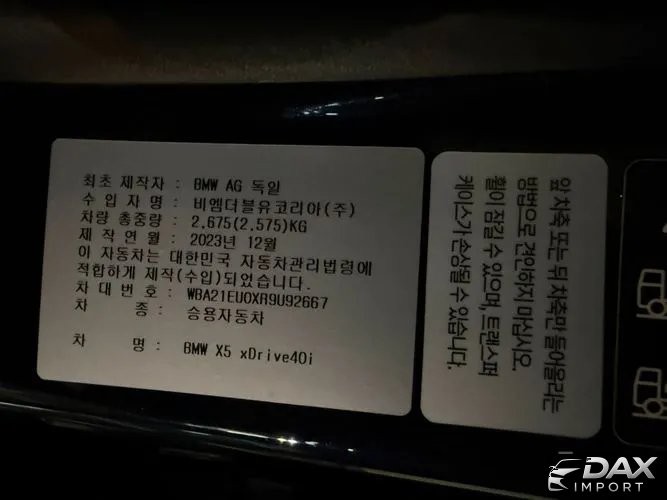 최초 제작자 : BMW AG 독일
수 입 자 명 : 비엠더블유코리아(주)
차량 총중량 : 2,675(2,575)KG
제 작 연 월 : 2023년 12월
이 자동차는 대한민국 자동차관리법령에
적합하게 제작(수입)되었습니다.
차 대 번 호 : WBA21EU0XR9U92667
차 종 : 승용자동차
차 명 : BMW X5 xDrive40i
앞 차축 또는 뒤 차축만 들어올리는
방법으로 견인하지 마십시오.
휠이 잠길 수 있으며, 트랜스퍼
케이스가 손상될 수 있습니다.
DAX
IMPORT